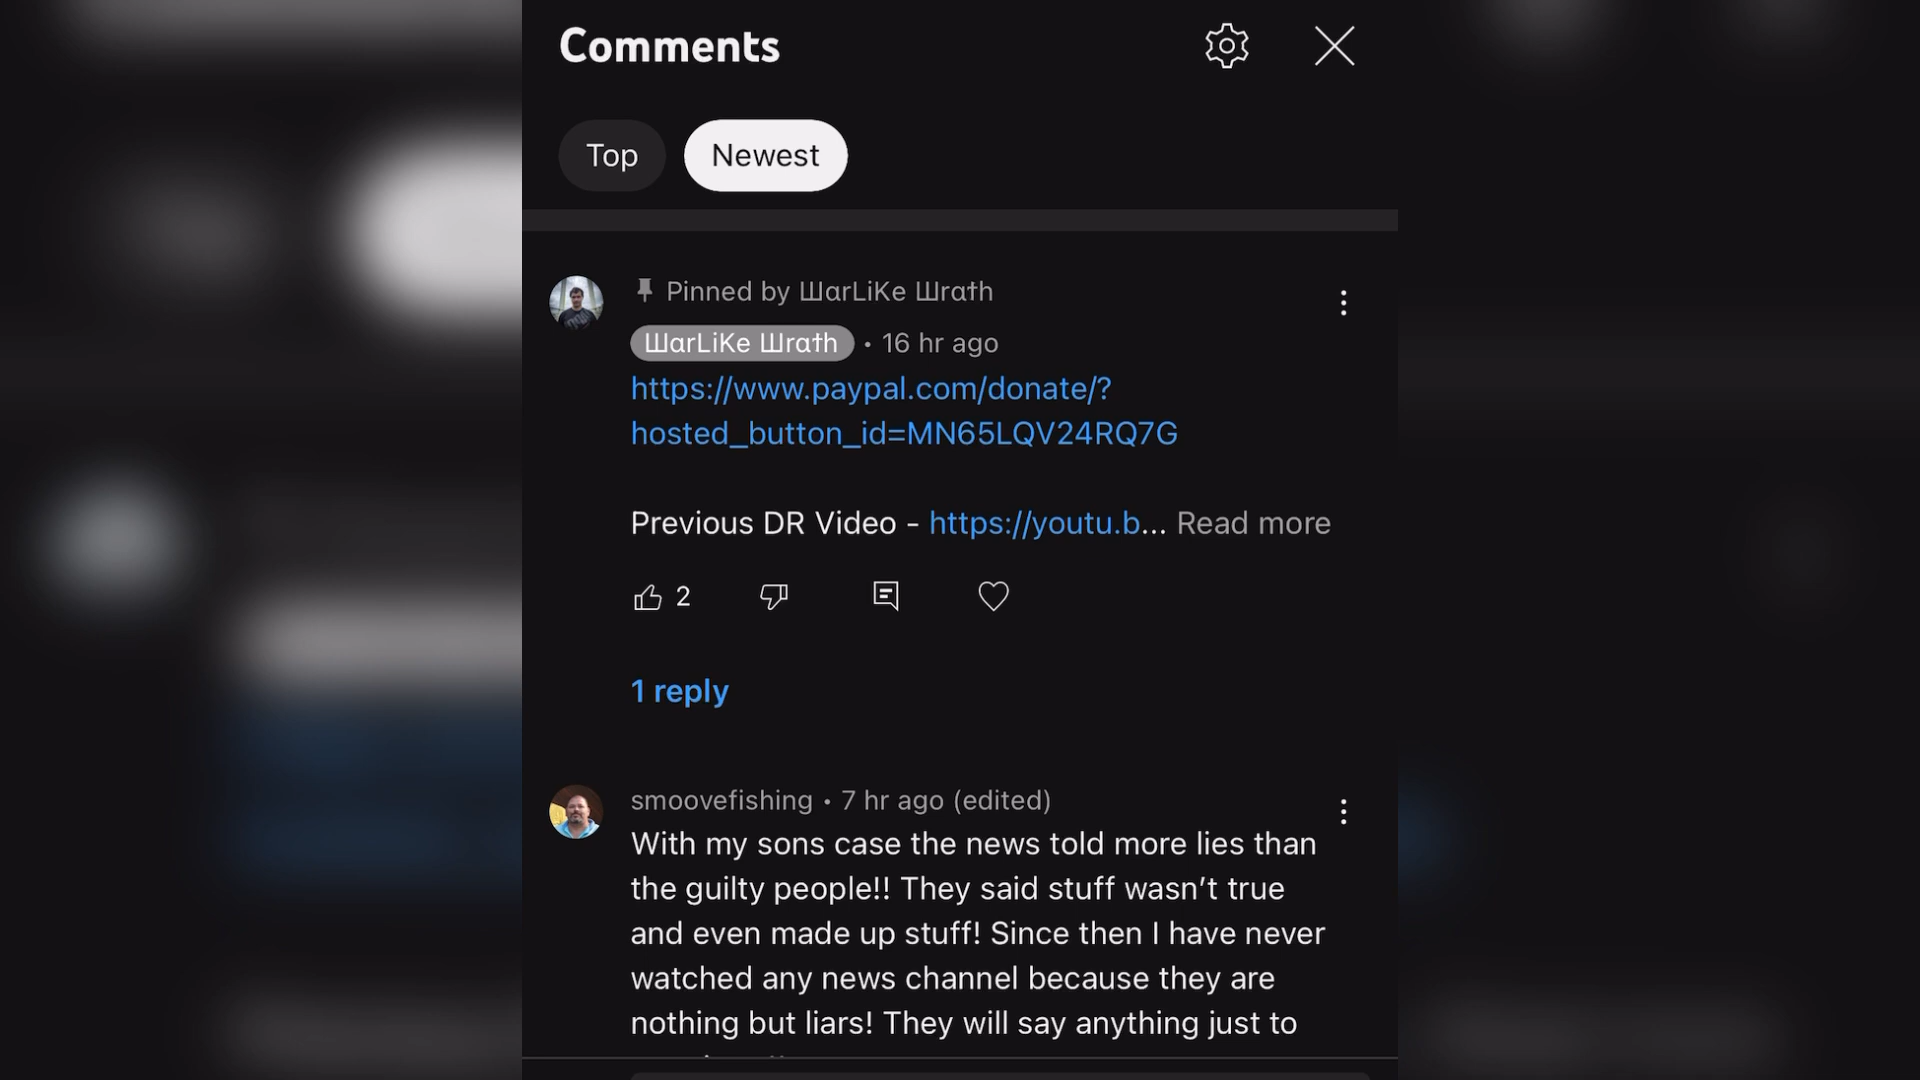 Comments
Top
Newest
Pinned by ШarLiKe Шrath
ШarLiKe Шrath • 16 hr ago
https://www.paypal.com/donate/?
hosted_button_id=MN65LQV24RQ7G
Previous DR Video - https://youtu.b... Read more
2
1 reply
smoovefishing • 7 hr ago (edited)
With my sons case the news told more lies than
the guilty people!! They said stuff wasn’t true
and even made up stuff! Since then I have never
watched any news channel because they are
nothing but liars! They will say anything just to